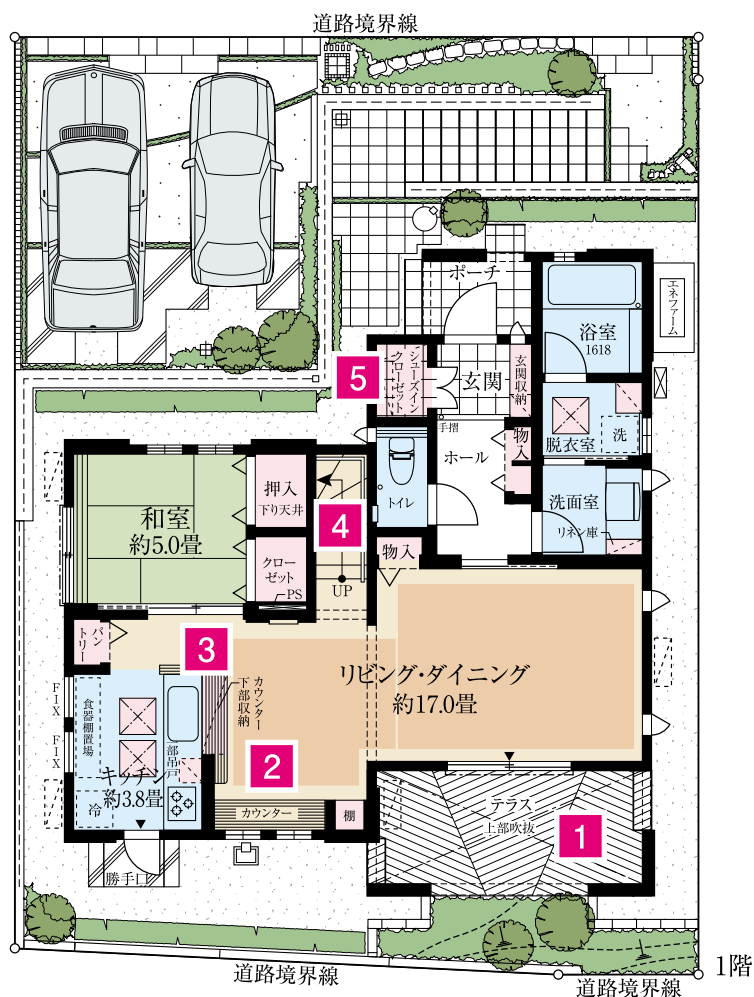 道路境界線
ポーチ
エネファーム
浴室
1618
5
シューズイン
クローゼット
玄関
玄関収納
手摺
ホール
物入
脱衣室
洗
和室
約5.0畳
押入
下り天井
4
トイレ
洗面室
リネン庫
クロー
ゼット
PS
UP
物入
パン
トリー
3
リビング・ダイニング
約17.0畳
カウンター
下部収納
FIX
FIX
食器棚置場
部吊戸
キッチン
約3.8畳
冷
2
カウンター
棚
テラス
上部吹抜
1
勝手口
道路境界線
道路境界線
1階